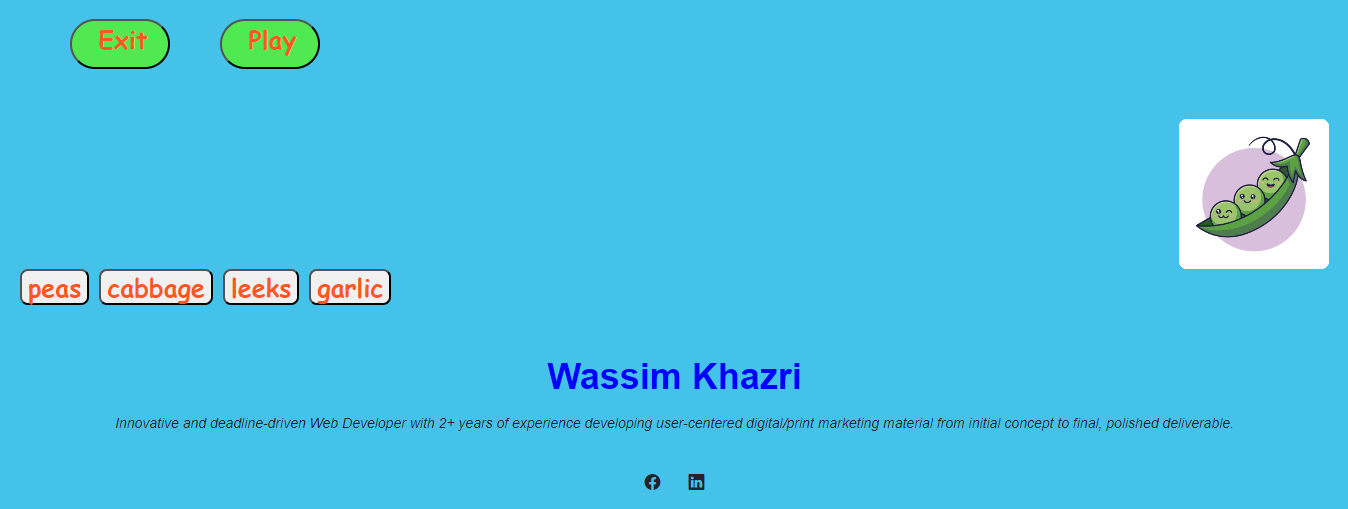 Exit Play
peas cabbage leeks garlic
Wassim Khazri
Innovative and deadline-driven Web Developer with 2+ years of experience developing user-centered digital/print marketing material from initial concept to final, polished deliverable.
in